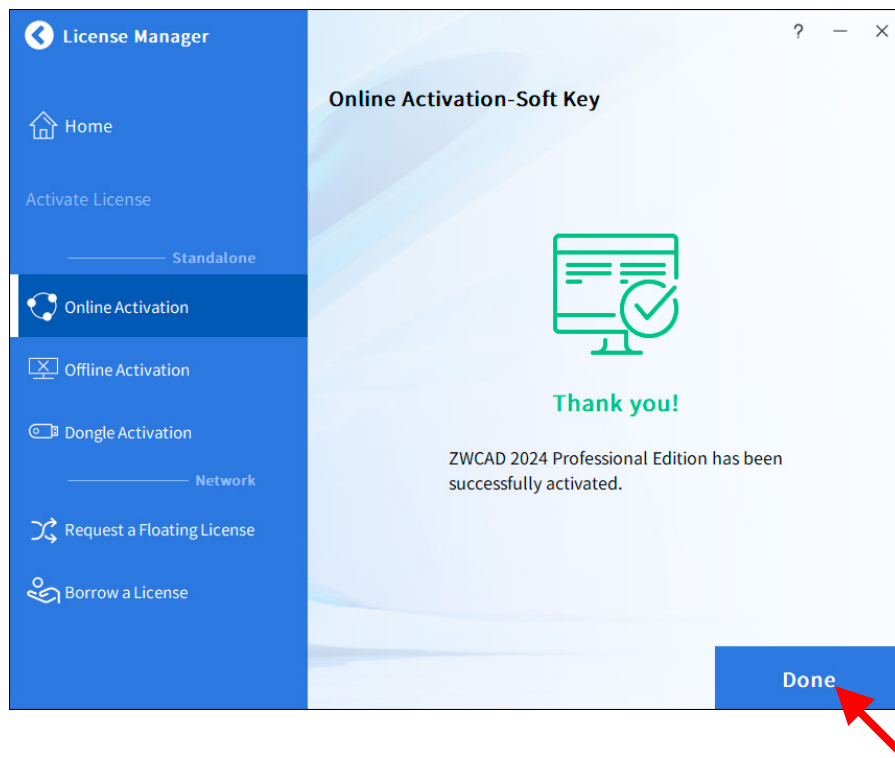 License Manager
?
Online Activation-Soft Key
Home
Activate License
Standalone
Online Activation
Offline Activation
Dongle Activation
Network
Request a Floating License
Borrow a License
Thank you!
ZWCAD 2024 Professional Edition has been
successfully activated.
Done